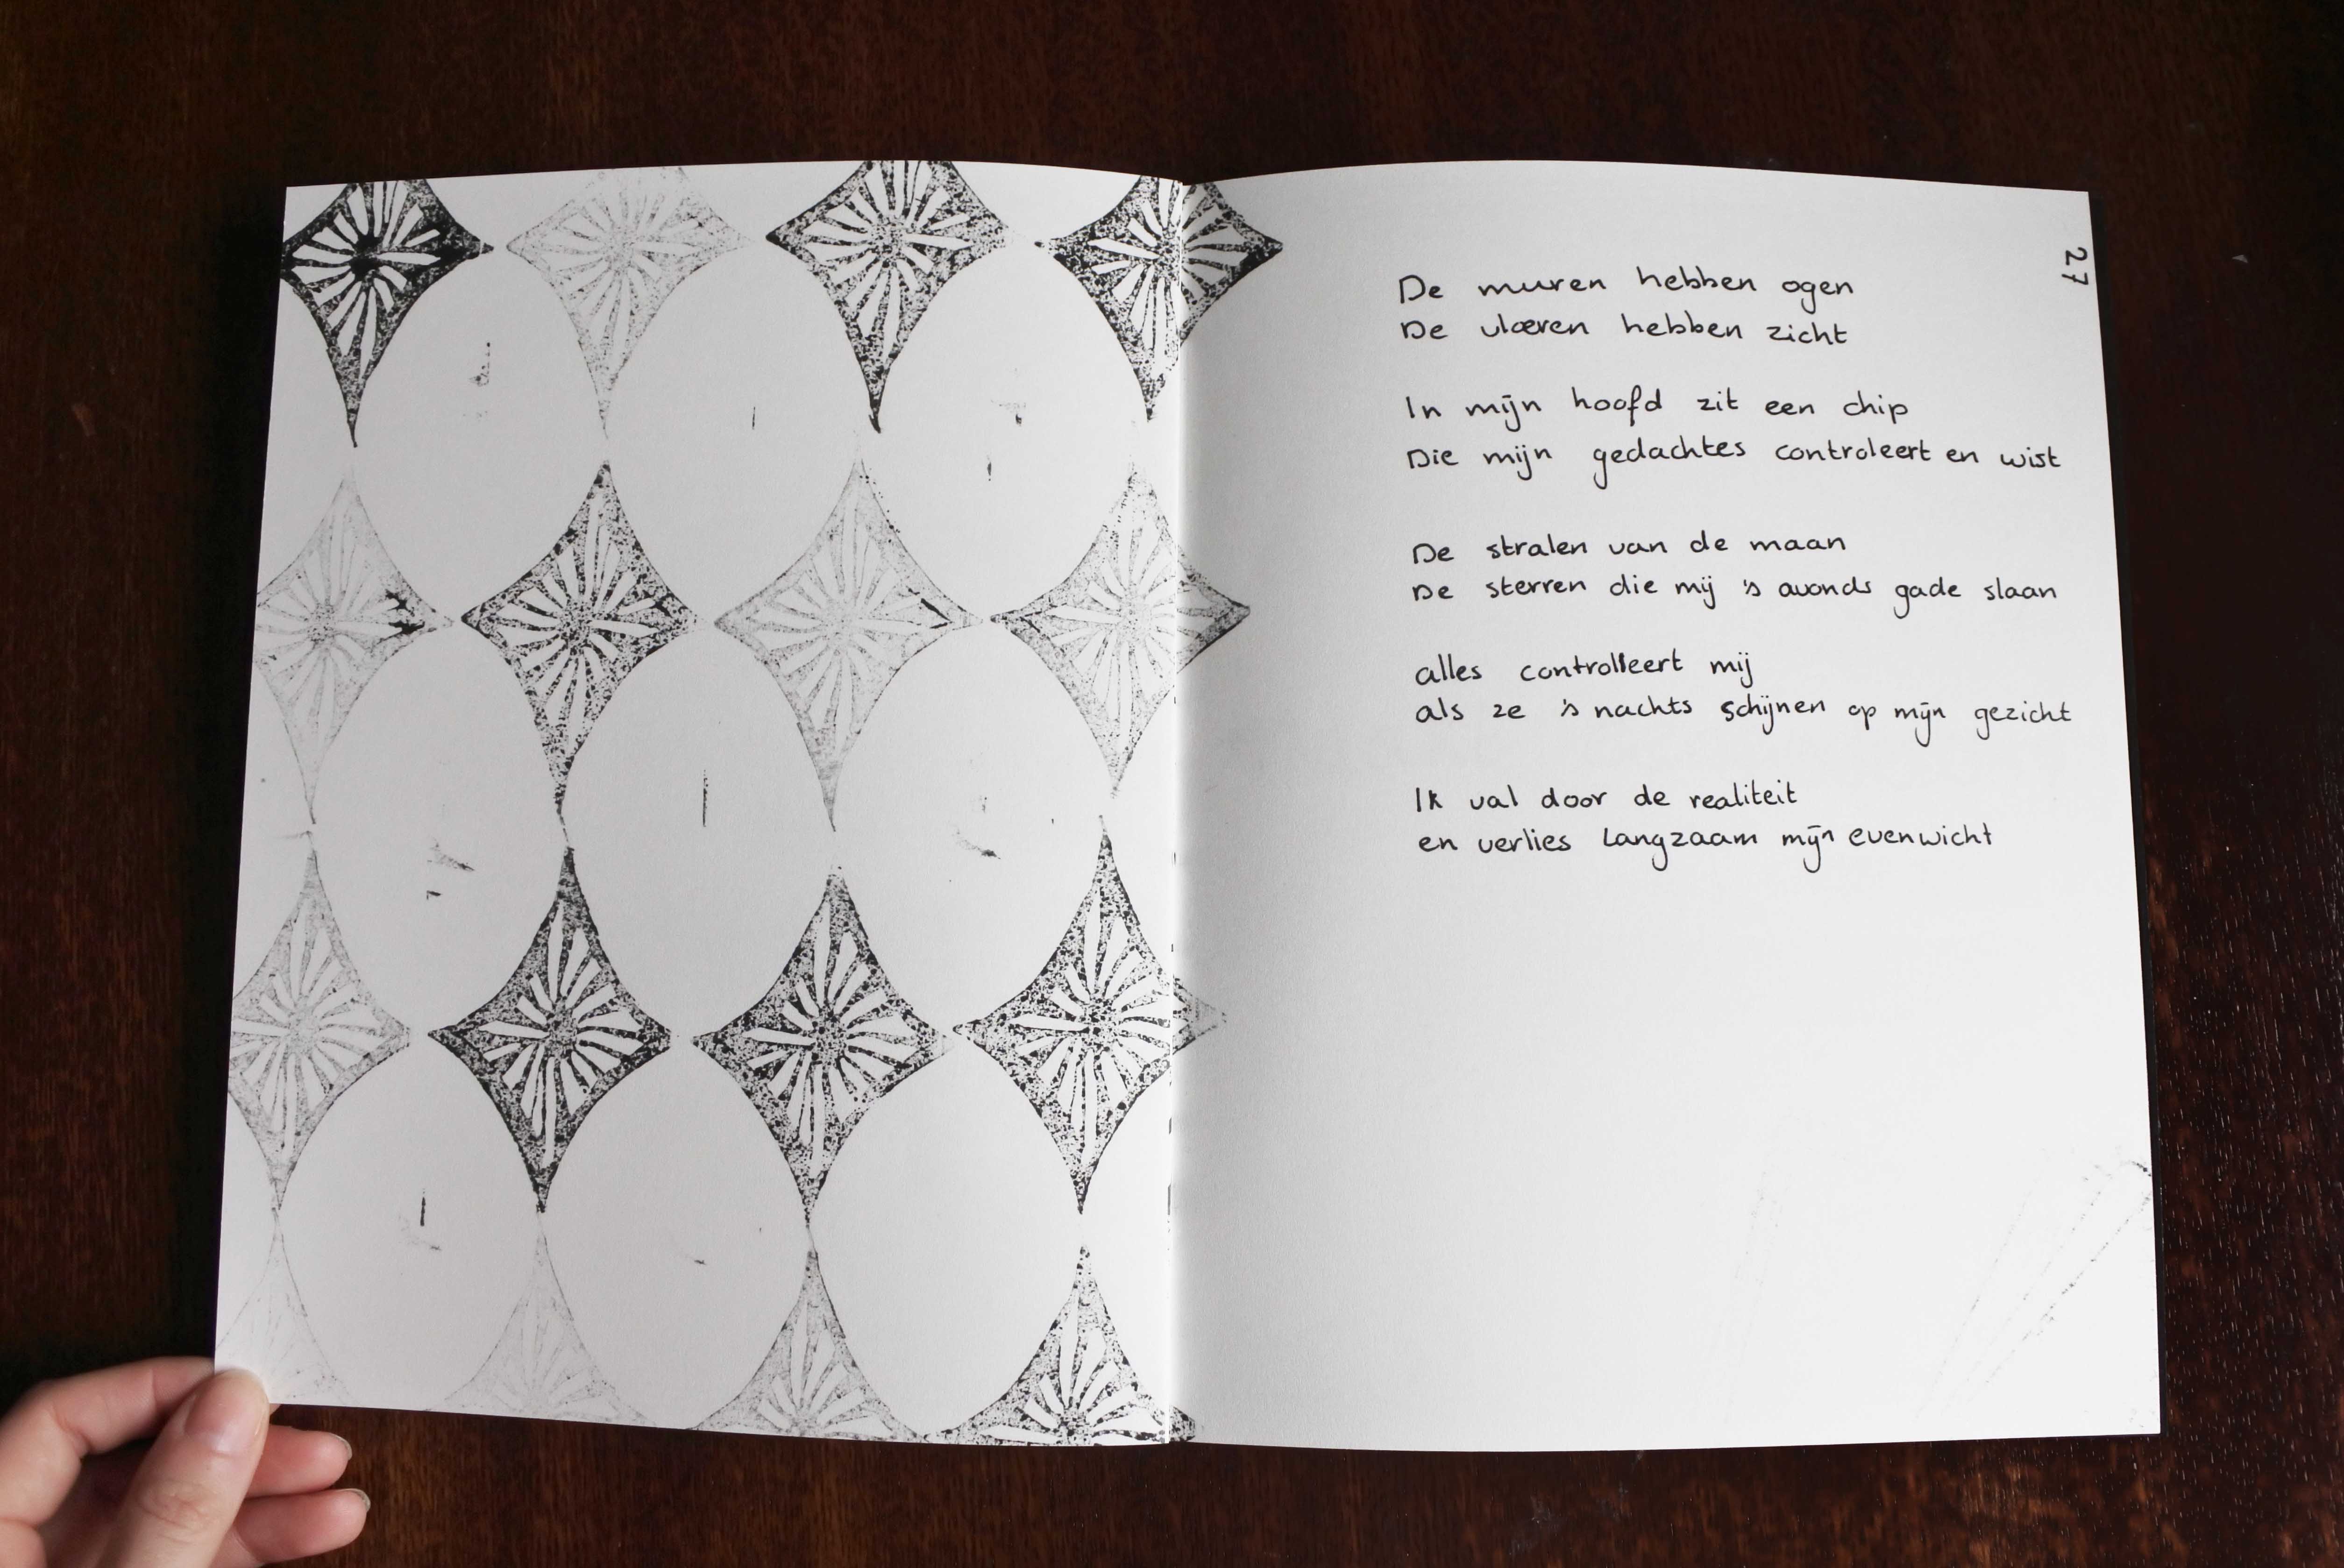 27
De muren hebben ogen
De vloeren hebben zicht
In mijn hoofd zit een chip
Die mijn gedachtes controleert en wist
De stralen van de maan
De sterren die mij 's avonds gade slaan
alles controlleert mij
als ze 's nachts schijnen op mijn gezicht
Ik val door de realiteit
en verlies langzaam mijn evenwicht